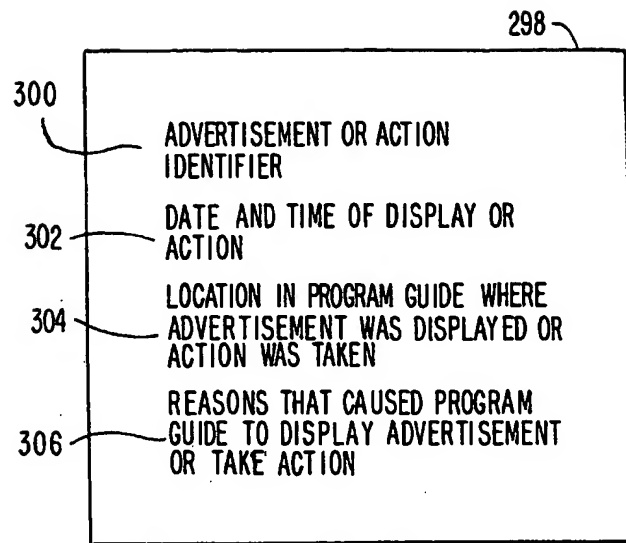 298
300
ADVERTISEMENT OR ACTION
IDENTIFIER
302
DATE AND TIME OF DISPLAY OR
ACTION
304
LOCATION IN PROGRAM GUIDE WHERE
ADVERTISEMENT WAS DISPLAYED OR
ACTION WAS TAKEN
306
REASONS THAT CAUSED PROGRAM
GUIDE TO DISPLAY ADVERTISEMENT
OR TAKE ACTION